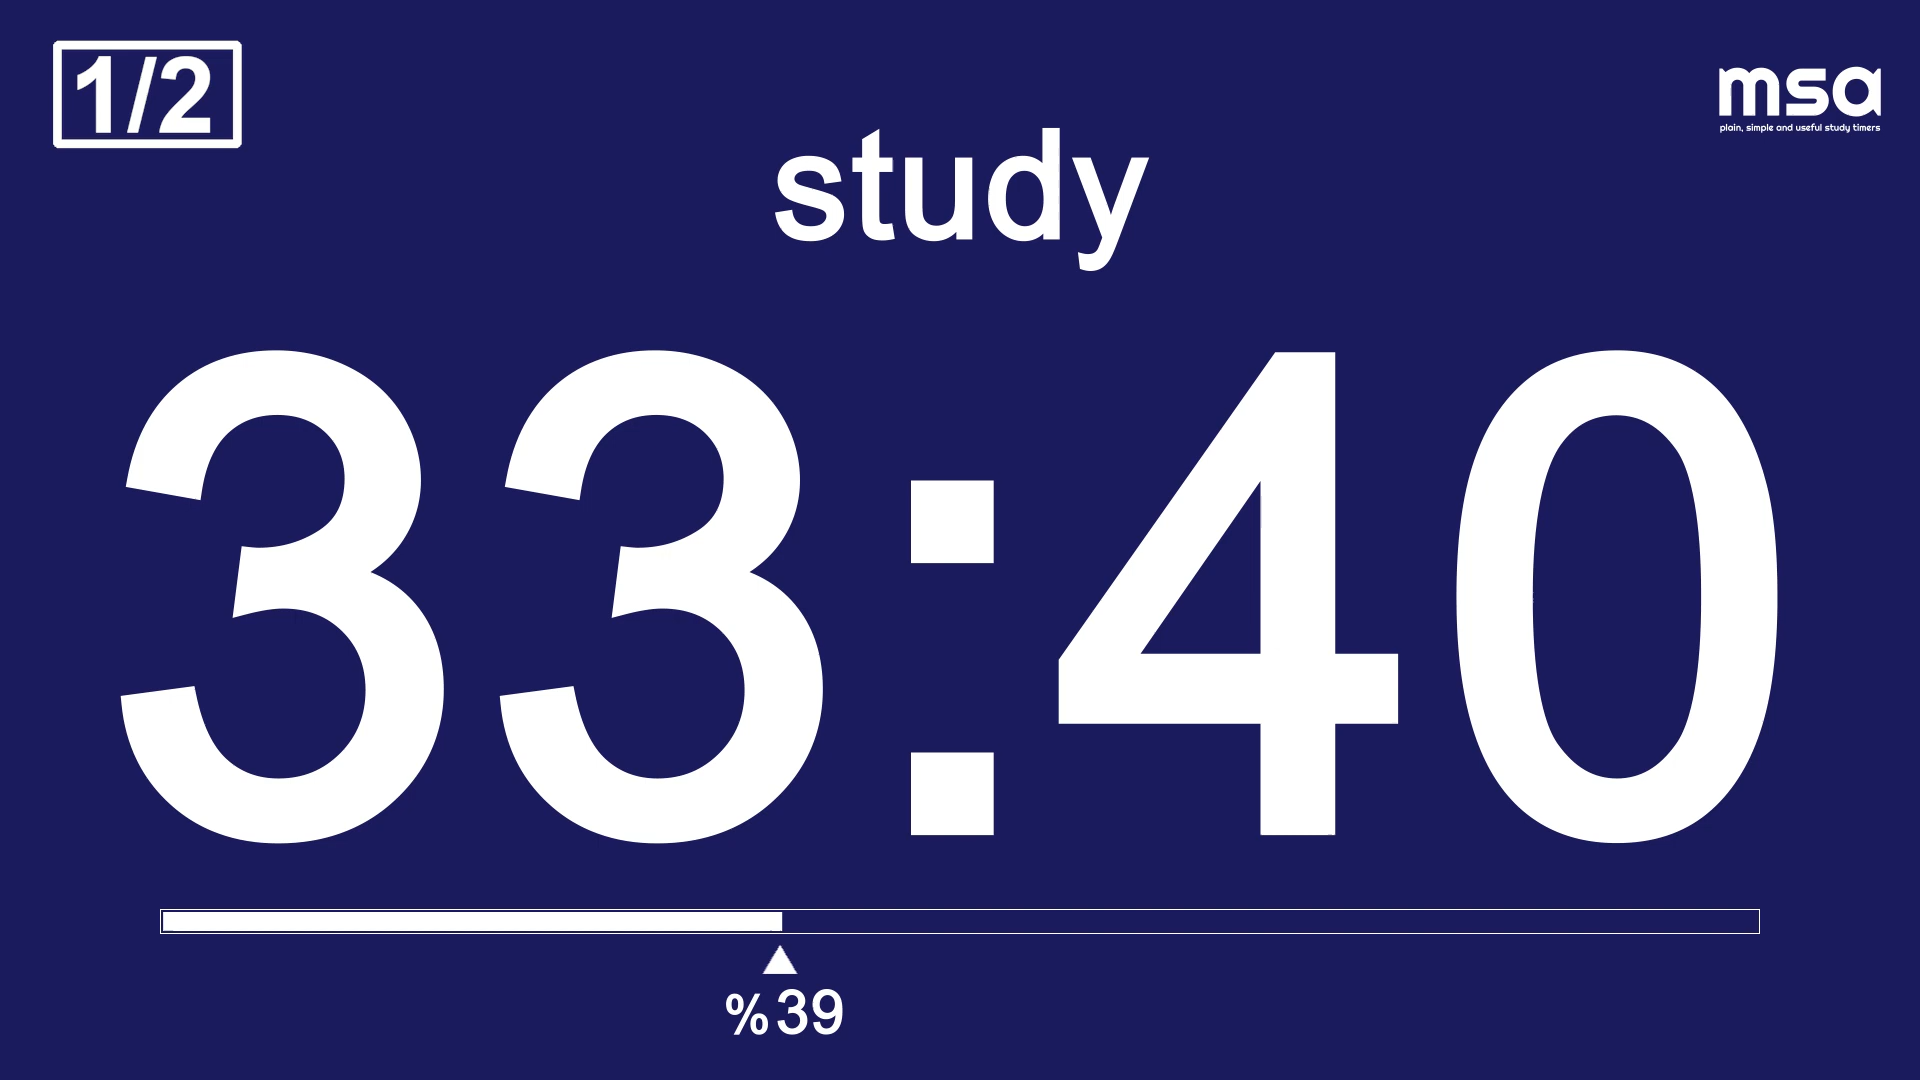 1/2
msa
plain, simple and useful study timers
study
33:40
%39